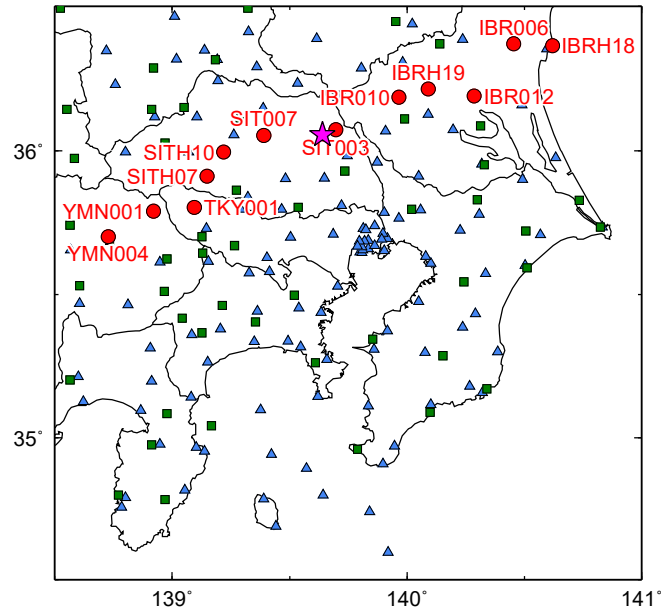 IBR006
IBRH18
IBRH19
IBR010
IBR012
SIT007
SIT003
36°
SITH10
SITH07
YMN001
TKY001
YMN004
35°
139°
140°
141°